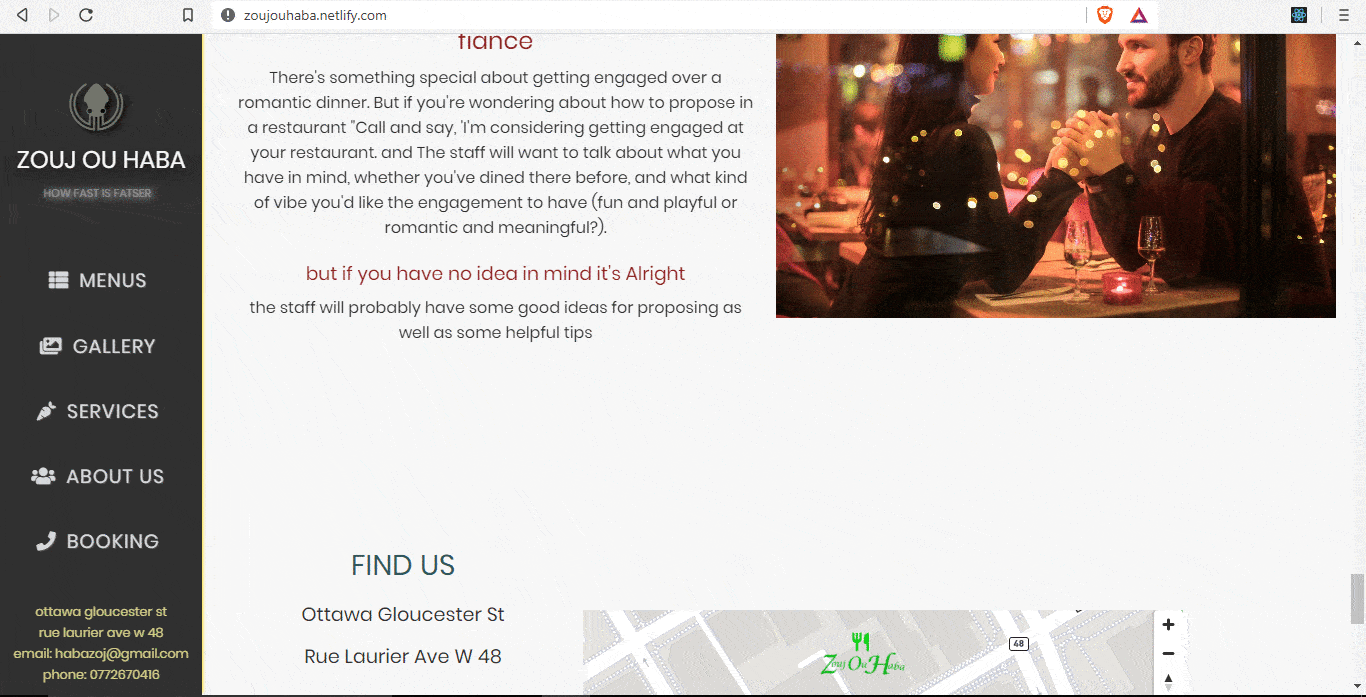 zoujouhaba.netlify.com
ZOUJ OU HABA
HOW FAST IS FATSER
MENUS
GALLERY
SERVICES
ABOUT US
BOOKING
ottawa gloucester st
rue laurier ave w 48
email: habazoj@gmail.com
phone: 0772670416
fiance
There's something special about getting engaged over a
romantic dinner. But if you're wondering about how to propose in
a restaurant "Call and say, 'I'm considering getting engaged at
your restaurant. and The staff will want to talk about what you
have in mind, whether you've dined there before, and what kind
of vibe you'd like the engagement to have (fun and playful or
romantic and meaningful?).
but if you have no idea in mind it's Alright
the staff will probably have some good ideas for proposing as
well as some helpful tips
FIND US
Ottawa Gloucester St
Rue Laurier Ave W 48
48
Zouj Ou Haba